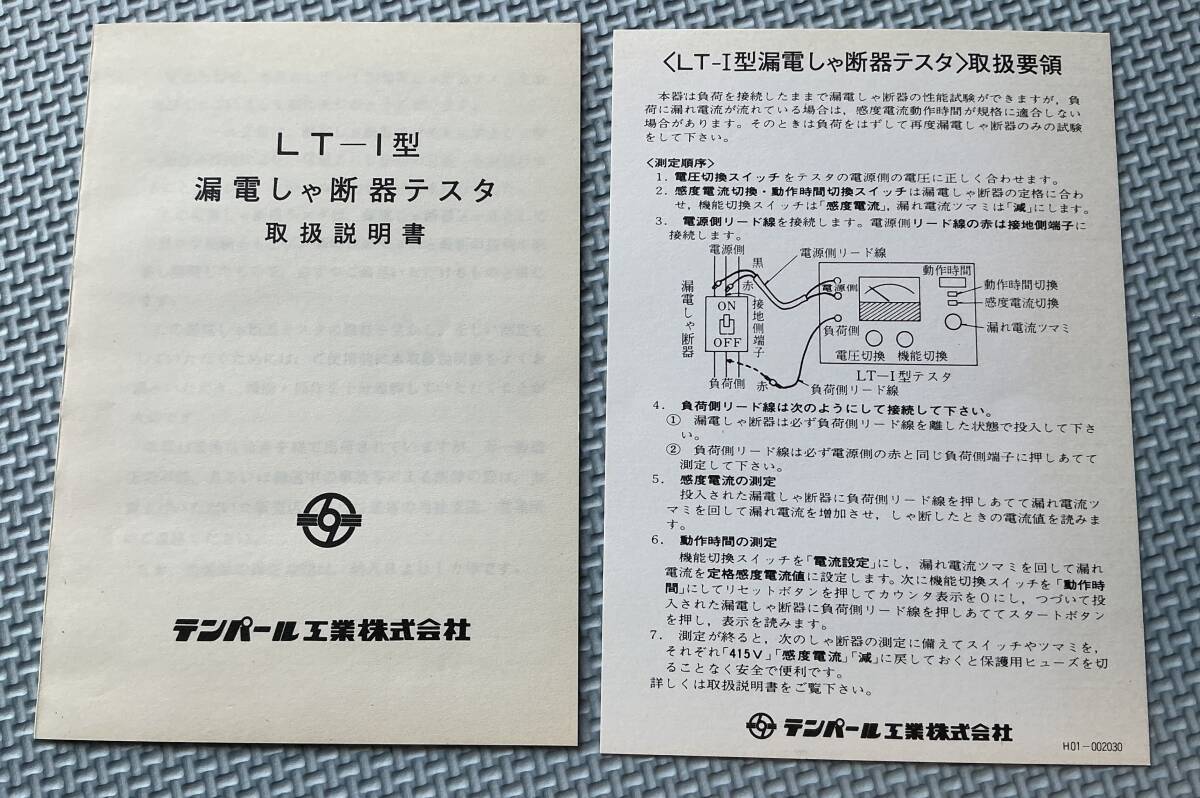 LT-I型
漏電しゃ断器テスタ
取扱説明書
テンパール工業株式会社
〈LT-I型漏電しゃ断器テスタ〉取扱要領
本器は負荷を接続したままで漏電しゃ断器の性能試験ができますが，負
荷に漏れ電流が流れている場合は，感度電流動作時間が規格に適合しない
場合があります。そのときは負荷をはずして再度漏電しゃ断器のみの試験
をして下さい。
〈測定順序〉
1．電圧切換スイッチをテスタの電源側の電圧に正しく合わせます。
2．感度電流切換・動作時間切換スイッチは漏電しゃ断器の定格に合わ
せ，機能切換スイッチは「感度電流」，漏れ電流ツマミは「減」にします。
3．電源側リード線を接続します。電源側リード線の赤は接地側端子に
接続します。
電源側
黒
電源側リード線
漏電しゃ断器
赤
接地側端子
ON
OFF
負荷側
赤
負荷側リード線
電源側
負荷側
動作時間
動作時間切換
感度電流切換
漏れ電流ツマミ
電圧切換 機能切換
LT-I型テスタ
4．負荷側リード線は次のようにして接続して下さい。
① 漏電しゃ断器は必ず負荷側リード線を離した状態で投入して下さ
い。
② 負荷側リード線は必ず電源側の赤と同じ負荷側端子に押しあてて
測定して下さい。
5．感度電流の測定
投入された漏電しゃ断器に負荷側リード線を押しあてて漏れ電流ツ
マミを回して漏れ電流を増加させ，しゃ断したときの電流値を読みま
す。
6．動作時間の測定
機能切換スイッチを「電流設定」にし，漏れ電流ツマミを回して漏れ
電流を定格感度電流値に設定します。次に機能切換スイッチを「動作時
間」にしてリセットボタンを押してカウンタ表示を0にし，つづいて投
入された漏電しゃ断器に負荷側リード線を押しあててスタートボタン
を押し，表示を読みます。
7．測定が終ると，次のしゃ断器の測定に備えてスイッチやツマミを，
それぞれ「415V」「感度電流」「減」に戻しておくと保護用ヒューズを切
ることなく安全で便利です。
詳しくは取扱説明書をご覧下さい。
テンパール工業株式会社
H01-002030